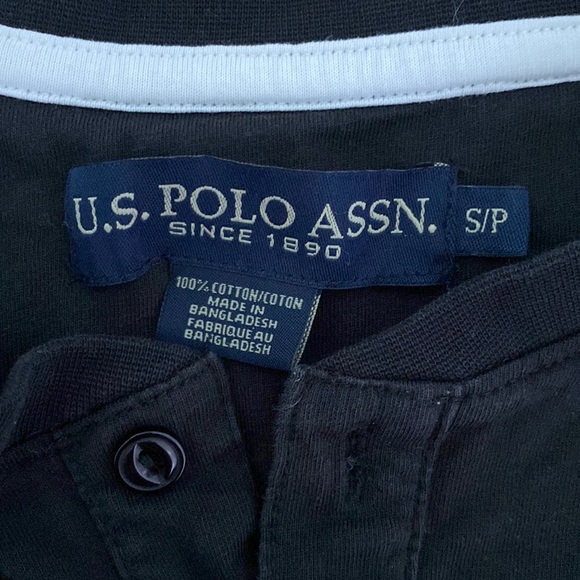 U.S. POLO ASSN.
SINCE 1890
S/P
100% COTTON/COTON
MADE IN
BANGLADESH
FABRIQUE AU
BANGLADESH